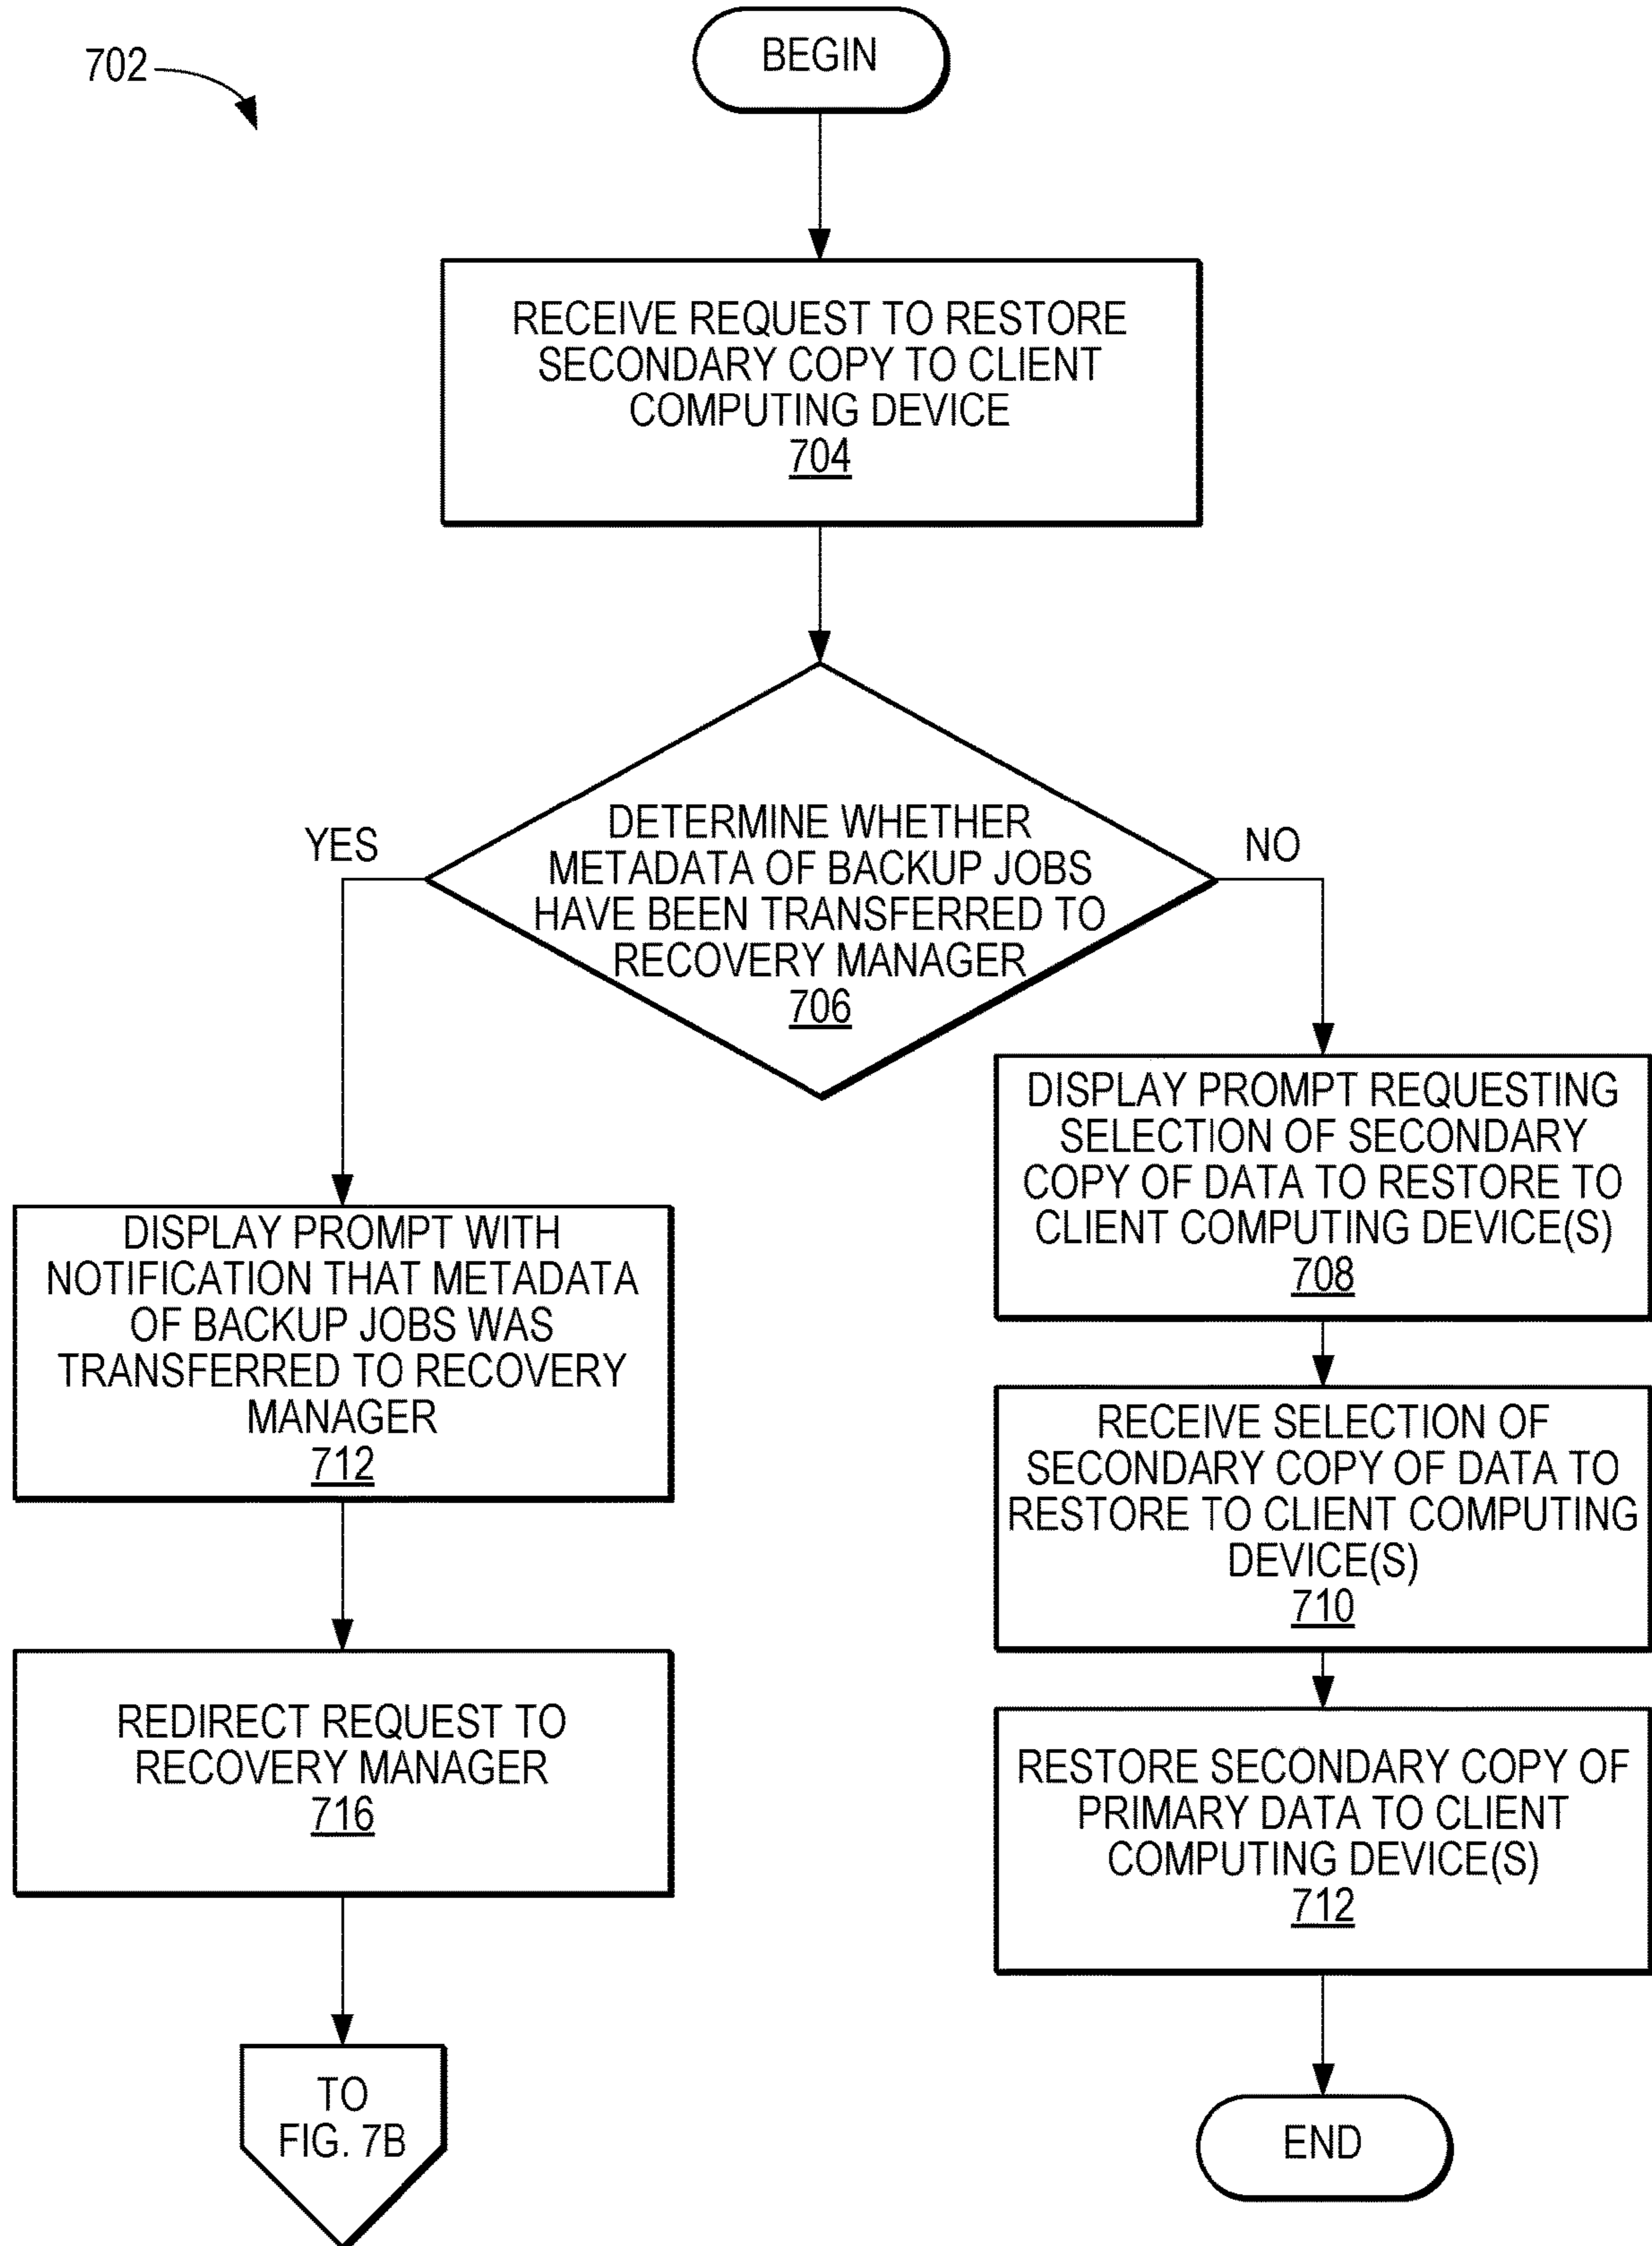 702
BEGIN
RECEIVE REQUEST TO RESTORE
SECONDARY COPY TO CLIENT
COMPUTING DEVICE
704
DETERMINE WHETHER
METADATA OF BACKUP JOBS
HAVE BEEN TRANSFERRED TO
RECOVERY MANAGER
706
YES
NO
DISPLAY PROMPT WITH
NOTIFICATION THAT METADATA
OF BACKUP JOBS WAS
TRANSFERRED TO RECOVERY
MANAGER
712
REDIRECT REQUEST TO
RECOVERY MANAGER
716
TO
FIG. 7B
DISPLAY PROMPT REQUESTING
SELECTION OF SECONDARY
COPY OF DATA TO RESTORE TO
CLIENT COMPUTING DEVICE(S)
708
RECEIVE SELECTION OF
SECONDARY COPY OF DATA TO
RESTORE TO CLIENT COMPUTING
DEVICE(S)
710
RESTORE SECONDARY COPY OF
PRIMARY DATA TO CLIENT
COMPUTING DEVICE(S)
712
END